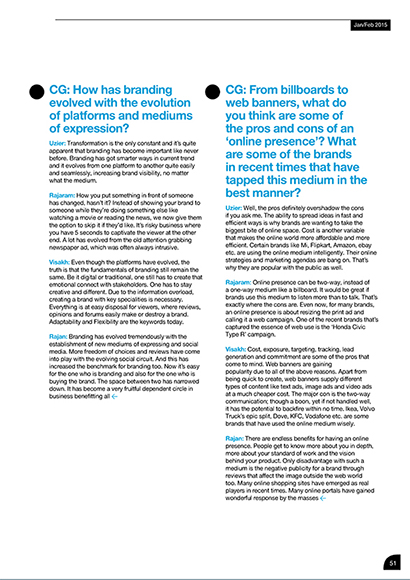 Jan/Feb 2015
CG: How has branding
evolved with the evolution
of platforms and mediums
of expression?
Uzier: Transformation is the only constant and it's quite
apparent that branding has become important like never
before. Branding has got smarter ways in current trend
and it evolves from one platform to another quite easily
and seamlessly, increasing brand visibility, no matter
what the medium.
Rajaram: How you put something in front of someone
has changed, hasn't it? Instead of showing your brand to
someone while they're doing something else like
watching a movie or reading the news, we now give them
the option to skip it if they'd like. It's risky business where
you have 5 seconds to captivate the viewer at the other
end. A lot has evolved from the old attention grabbing
newspaper ad, which was often always intrusive.
Visakh: Even though the platforms have evolved, the
truth is that the fundamentals of branding still remain the
same. Be it digital or traditional, one still has to create that
emotional connect with stakeholders. One has to stay
creative and different. Due to the information overload,
creating a brand with key specialities is necessary.
Everything is at easy disposal for viewers, where reviews,
opinions and forums easily make or destroy a brand.
Adaptability and Flexibility are the keywords today.
Rajan: Branding has evolved tremendously with the
establishment of new mediums of expressing and social
media. More freedom of choices and reviews have come
into play with the evolving social circuit. And this has
increased the benchmark for branding too. Now it's easy
for the one who is branding and also for the one who is
buying the brand. The space between two has narrowed
down. It has become a very fruitful dependent circle in
business benefitting all
CG: From billboards to
web banners, what do
you think are some of
the pros and cons of an
‘online presence’? What
are some of the brands
in recent times that have
tapped this medium in the
best manner?
Uzier: Well, the pros definitely overshadow the cons
if you ask me. The ability to spread ideas in fast and
efficient ways is why brands are wanting to take the
biggest bite of online space. Cost is another variable
that makes the online world more affordable and more
efficient. Certain brands like Mi, Flipkart, Amazon, ebay
etc. are using the online medium intelligently. Their online
strategies and marketing agendas are bang on. That's
why they are popular with the public as well.
Rajaram: Online presence can be two-way, instead of
a one-way medium like a billboard. It would be great if
brands use this medium to listen more than to talk. That's
exactly where the cons are. Even now, for many brands,
an online presence is about resizing the print ad and
calling it a web campaign. One of the recent brands that's
captured the essence of web use is the 'Honda Civic
Type R' campaign.
Visakh: Cost, exposure, targeting, tracking, lead
generation and commitment are some of the pros that
come to mind. Web banners are gaining
popularity due to all of the above reasons. Apart from
being quick to create, web banners supply different
types of content like text ads, image ads and video ads
at a much cheaper cost. The major con is the two-way
communication; though a boon, yet if not handled well,
it has the potential to backfire within no time. Ikea, Volvo
Truck's epic split, Dove, KFC, Vodafone etc. are some
brands that have used the online medium wisely.
Rajan: There are endless benefits for having an online
presence. People get to know more about you in depth,
more about your standard of work and the vision
behind your product. Only disadvantage with such a
medium is the negative publicity for a brand through
reviews that affect the image outside the web world
too. Many online shopping sites have emerged as real
players in recent times. Many online portals have gained
wonderful response by the masses
51